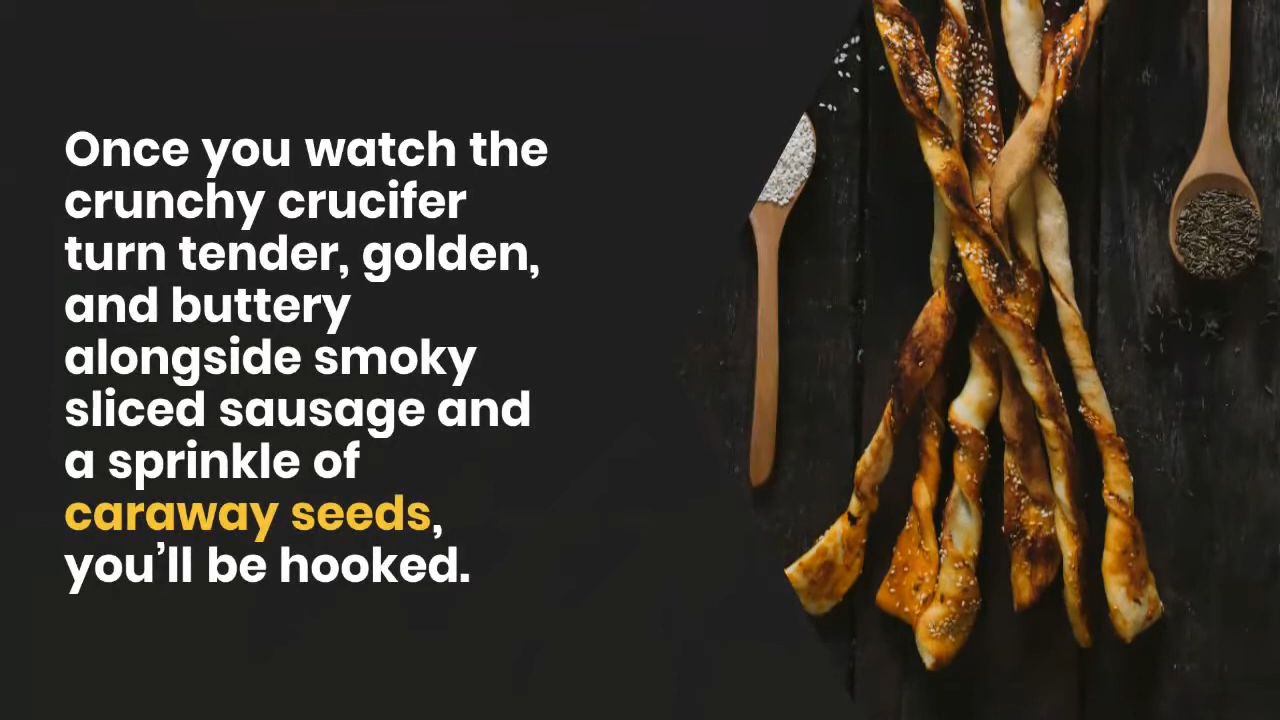 Once you watch the
crunchy crucifer
turn tender, golden,
and buttery
alongside smoky
sliced sausage and
a sprinkle of
caraway seeds,
you’ll be hooked.